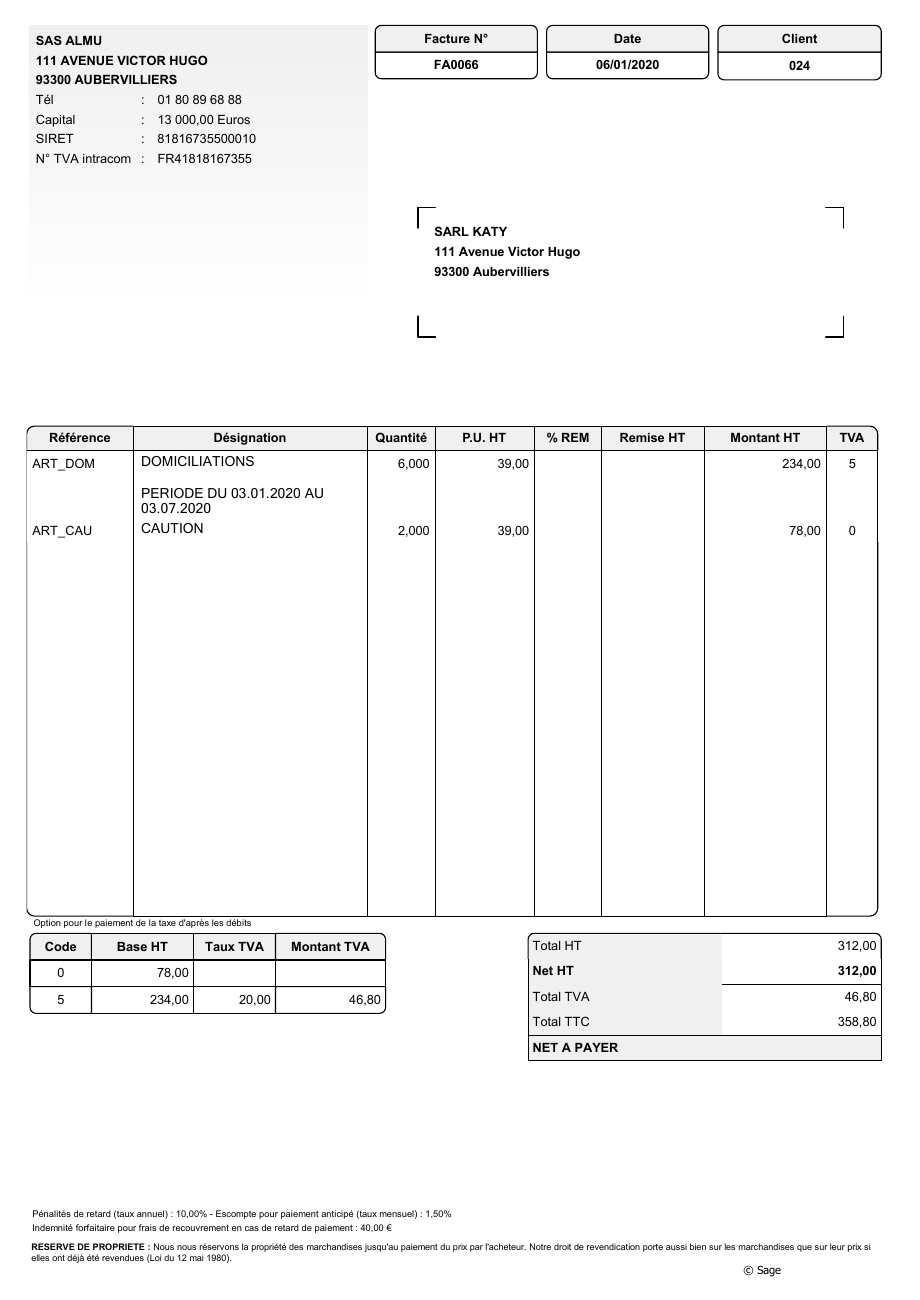 SAS ALMU
111 AVENUE VICTOR HUGO
93300 AUBERVILLIERS
Tél : 01 80 89 68 88
Capital : 13 000,00 Euros
SIRET : 81816735500010
N° TVA intracom : FR41818167355
Facture N° Date Client
FA0066 06/01/2020 024
SARL KATY
111 Avenue Victor Hugo
93300 Aubervilliers
Référence Désignation Quantité P.U. HT % REM Remise HT Montant HT TVA
ART_DOM DOMICILIATIONS 6,000 39,00 234,00 5
PERIODE DU 03.01.2020 AU
03.07.2020
ART_CAU CAUTION 2,000 39,00 78,00 0
Option pour le paiement de la taxe d'après les débits
Code Base HT Taux TVA Montant TVA
0 78,00
5 234,00 20,00 46,80
Total HT 312,00
Net HT 312,00
Total TVA 46,80
Total TTC 358,80
NET A PAYER
Pénalités de retard (taux annuel) : 10,00% - Escompte pour paiement anticipé (taux mensuel) : 1,50%
Indemnité forfaitaire pour frais de recouvrement en cas de retard de paiement : 40,00 €
RESERVE DE PROPRIETE : Nous nous réservons la propriété des marchandises jusqu'au paiement du prix par l'acheteur. Notre droit de revendication porte aussi bien sur les marchandises que sur leur prix si
elles ont déjà été revendues (Loi du 12 mai 1980).
© Sage